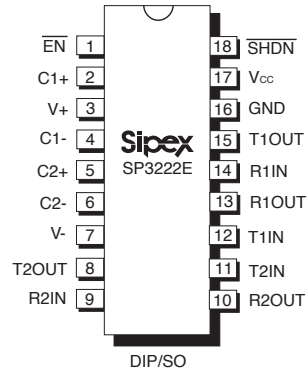 EN 1 18 SHDN
C1+ 2 17 Vcc
V+ 3 16 GND
C1- 4 Sipex 15 T1OUT
C2+ 5 SP3222E 14 R1IN
C2- 6 13 R1OUT
V- 7 12 T1IN
T2OUT 8 11 T2IN
R2IN 9 10 R2OUT
DIP/SO